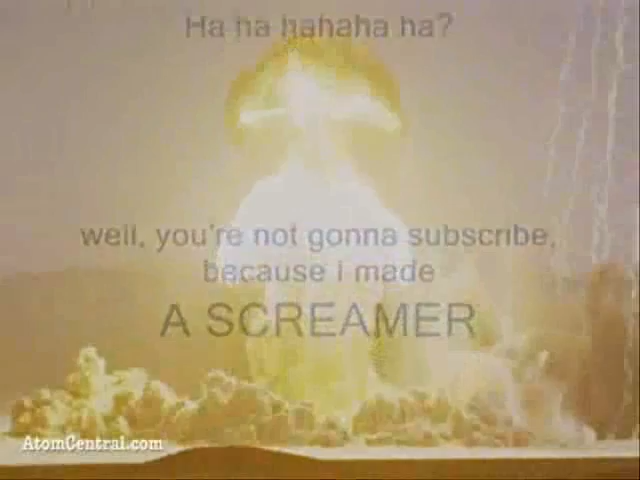 Ha ha hahaha ha?
well, you're not gonna subscribe,
because i made
A SCREAMER
AtomCentral.com